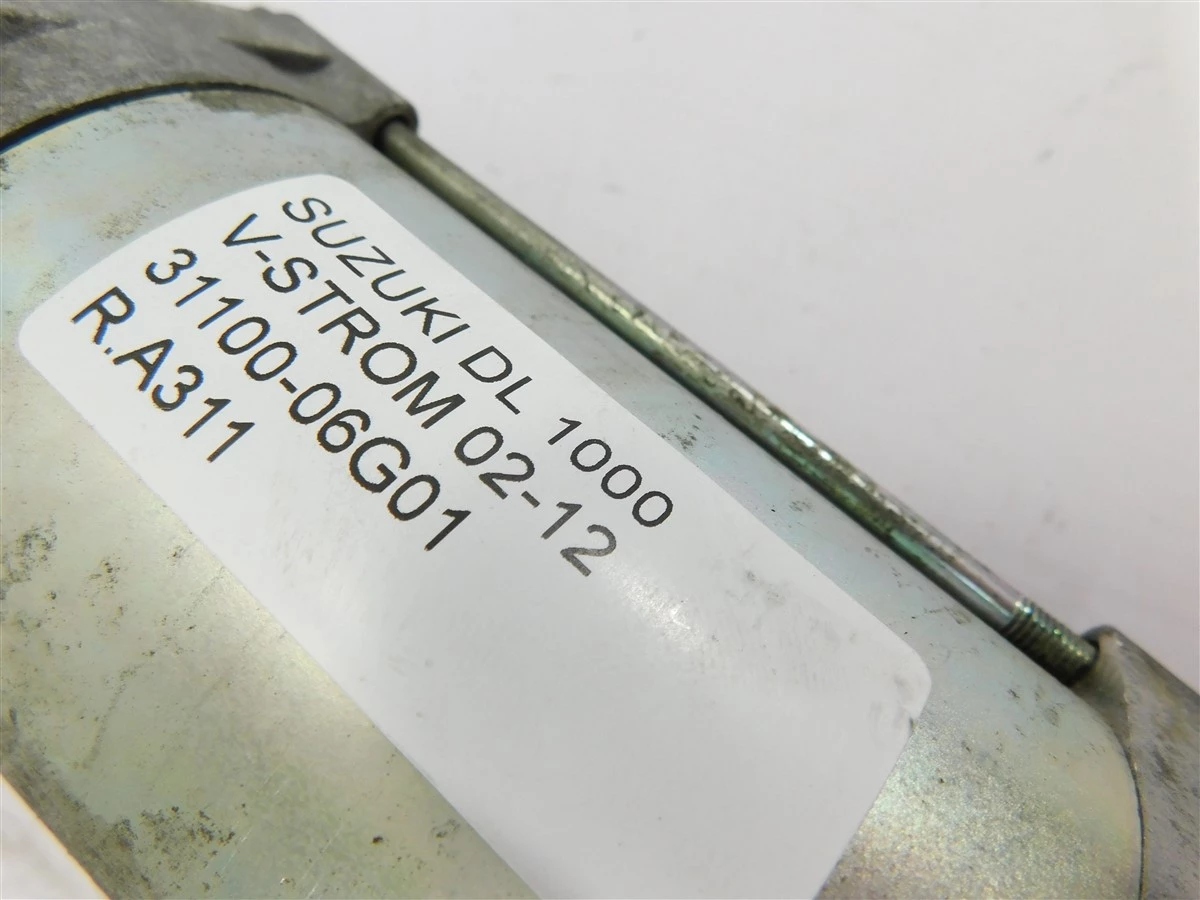 SUZUKI DL 1000
V-STROM 02-12
31100-06G01
R.A311